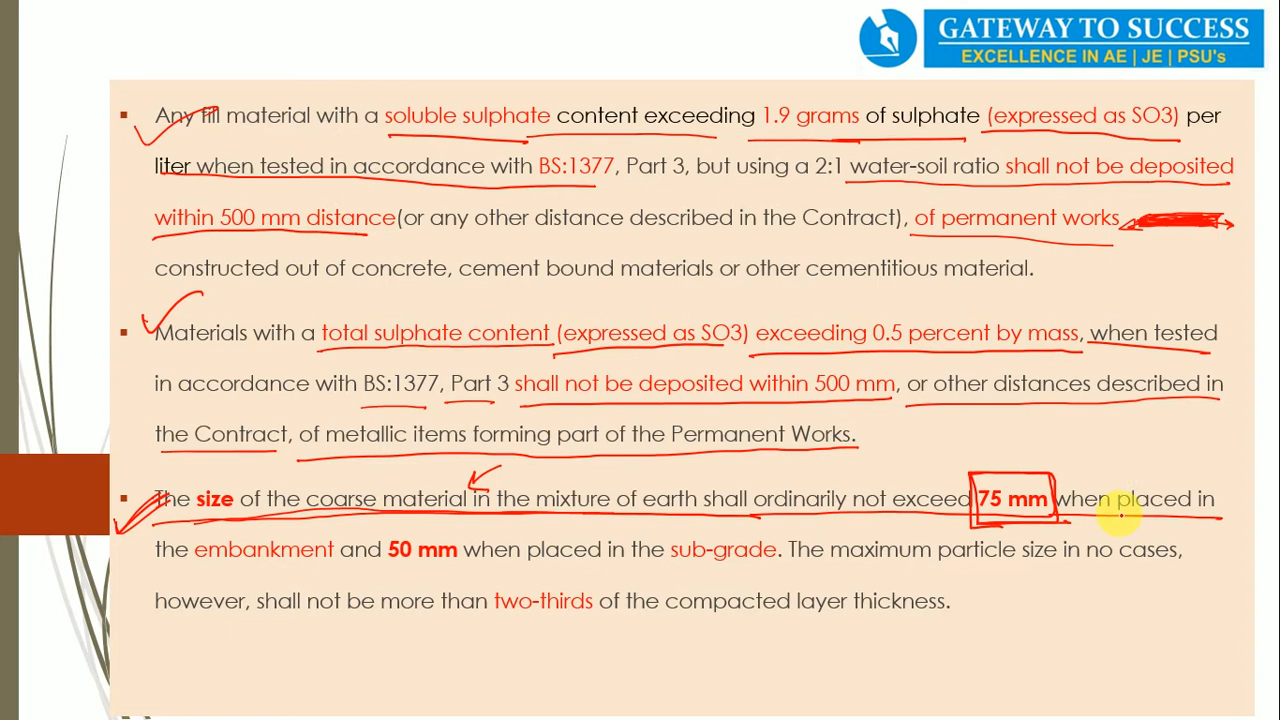 GATEWAY TO SUCCESS
EXCELLENCE IN AE | JE | PSU's
Any fill material with a soluble sulphate content exceeding 1.9 grams of sulphate (expressed as SO3) per
liter when tested in accordance with BS:1377, Part 3, but using a 2:1 water-soil ratio shall not be deposited
within 500 mm distance(or any other distance described in the Contract), of permanent works
constructed out of concrete, cement bound materials or other cementitious material.
Materials with a total sulphate content (expressed as SO3) exceeding 0.5 percent by mass, when tested
in accordance with BS:1377, Part 3 shall not be deposited within 500 mm, or other distances described in
the Contract, of metallic items forming part of the Permanent Works.
The size of the coarse material in the mixture of earth shall ordinarily not exceed 75 mm when placed in
the embankment and 50 mm when placed in the sub-grade. The maximum particle size in no cases,
however, shall not be more than two-thirds of the compacted layer thickness.